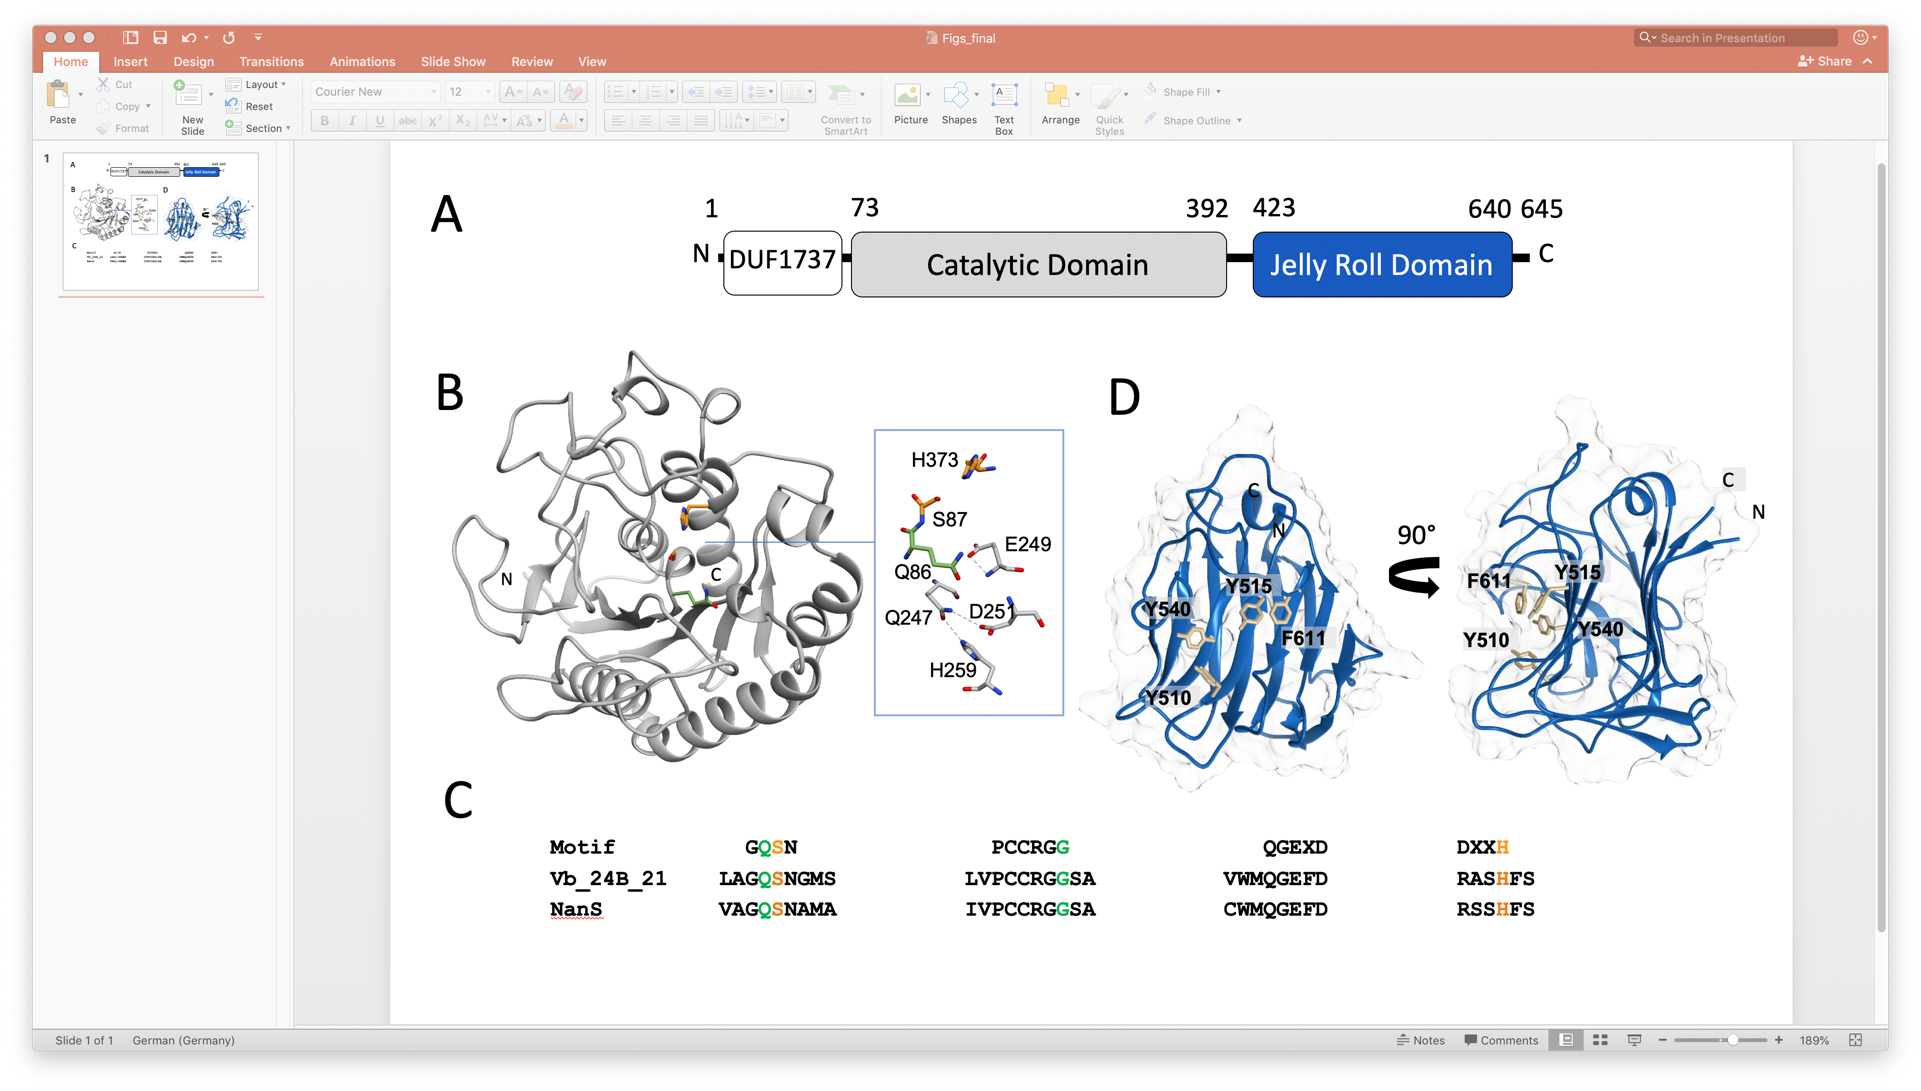 Figs_final
Search in Presentation
Home Insert Design Transitions Animations Slide Show Review View
Share
Paste
Cut
Copy
Format
New Slide
Layout
Reset
Section
Courier New 12
Convert to SmartArt
Picture
Shapes
Text Box
Arrange
Quick Styles
Shape Fill
Shape Outline
1
A
1 73 392 423 640 645
N DUF1737 Catalytic Domain Jelly Roll Domain C
B
N
C
H373
S87
E249
Q86
Q247
D251
H259
D
C
N
Y515
Y540
F611
Y510
90°
C
N
F611
Y515
Y510
Y540
C
Motif GQSN PCCRGG QGEXD DXXH
Vb_24B_21 LAGQSNGMS LVPCCRGGSA VWMQGEFD RASHFS
NanS VAGQSNAMA IVPCCRGGSA CWMQGEFD RSSHFS
Slide 1 of 1 German (Germany)
Notes Comments 189%